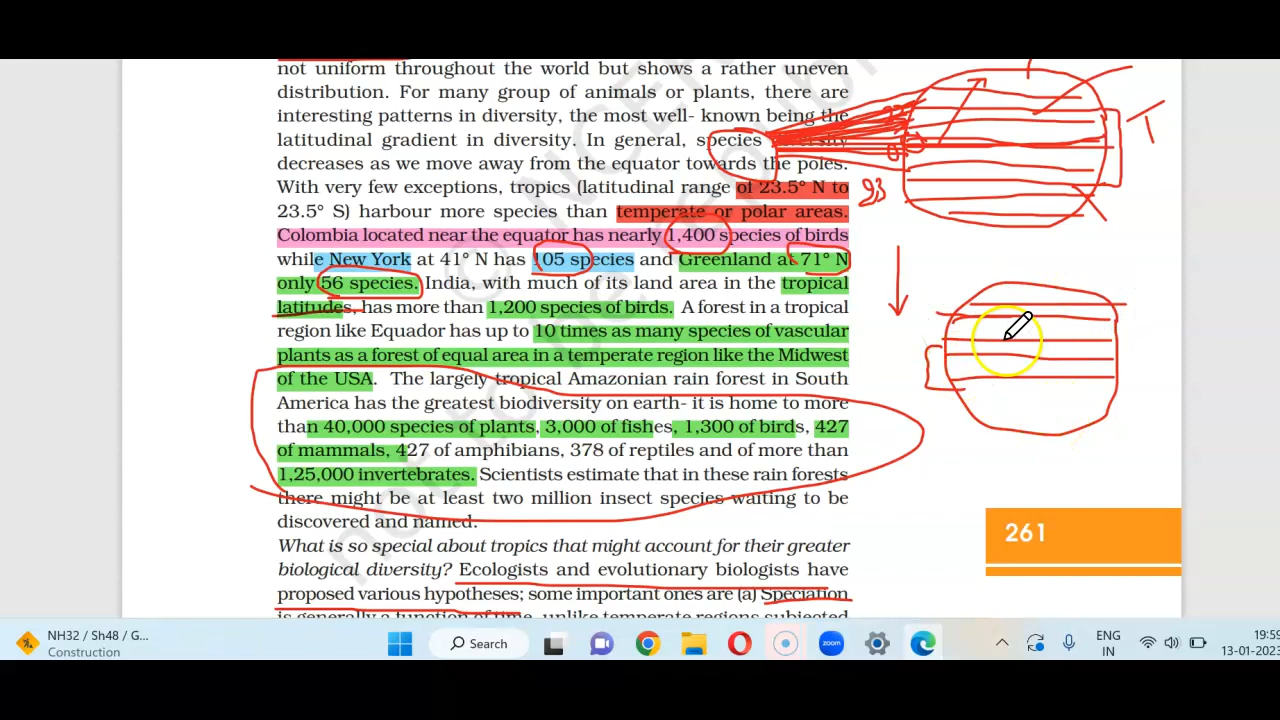 not uniform throughout the world but shows a rather uneven
distribution. For many group of animals or plants, there are
interesting patterns in diversity, the most well- known being the
latitudinal gradient in diversity. In general, species diversity
decreases as we move away from the equator towards the poles.
With very few exceptions, tropics (latitudinal range of 23.5° N to
23.5° S) harbour more species than temperate or polar areas.
Colombia located near the equator has nearly 1,400 species of birds
while New York at 41° N has 105 species and Greenland at 71° N
only 56 species. India, with much of its land area in the tropical
latitudes, has more than 1,200 species of birds. A forest in a tropical
region like Equador has up to 10 times as many species of vascular
plants as a forest of equal area in a temperate region like the Midwest
of the USA. The largely tropical Amazonian rain forest in South
America has the greatest biodiversity on earth- it is home to more
than 40,000 species of plants, 3,000 of fishes, 1,300 of birds, 427
of mammals, 427 of amphibians, 378 of reptiles and of more than
1,25,000 invertebrates. Scientists estimate that in these rain forests
there might be at least two million insect species waiting to be
discovered and named.
What is so special about tropics that might account for their greater
biological diversity? Ecologists and evolutionary biologists have
proposed various hypotheses; some important ones are (a) Speciation
is generally a function of time, unlike temperate regions subjected
T
23
261
NH32 / Sh48 / G...
Construction
Search
zoom
ENG
IN
19:59
13-01-2023